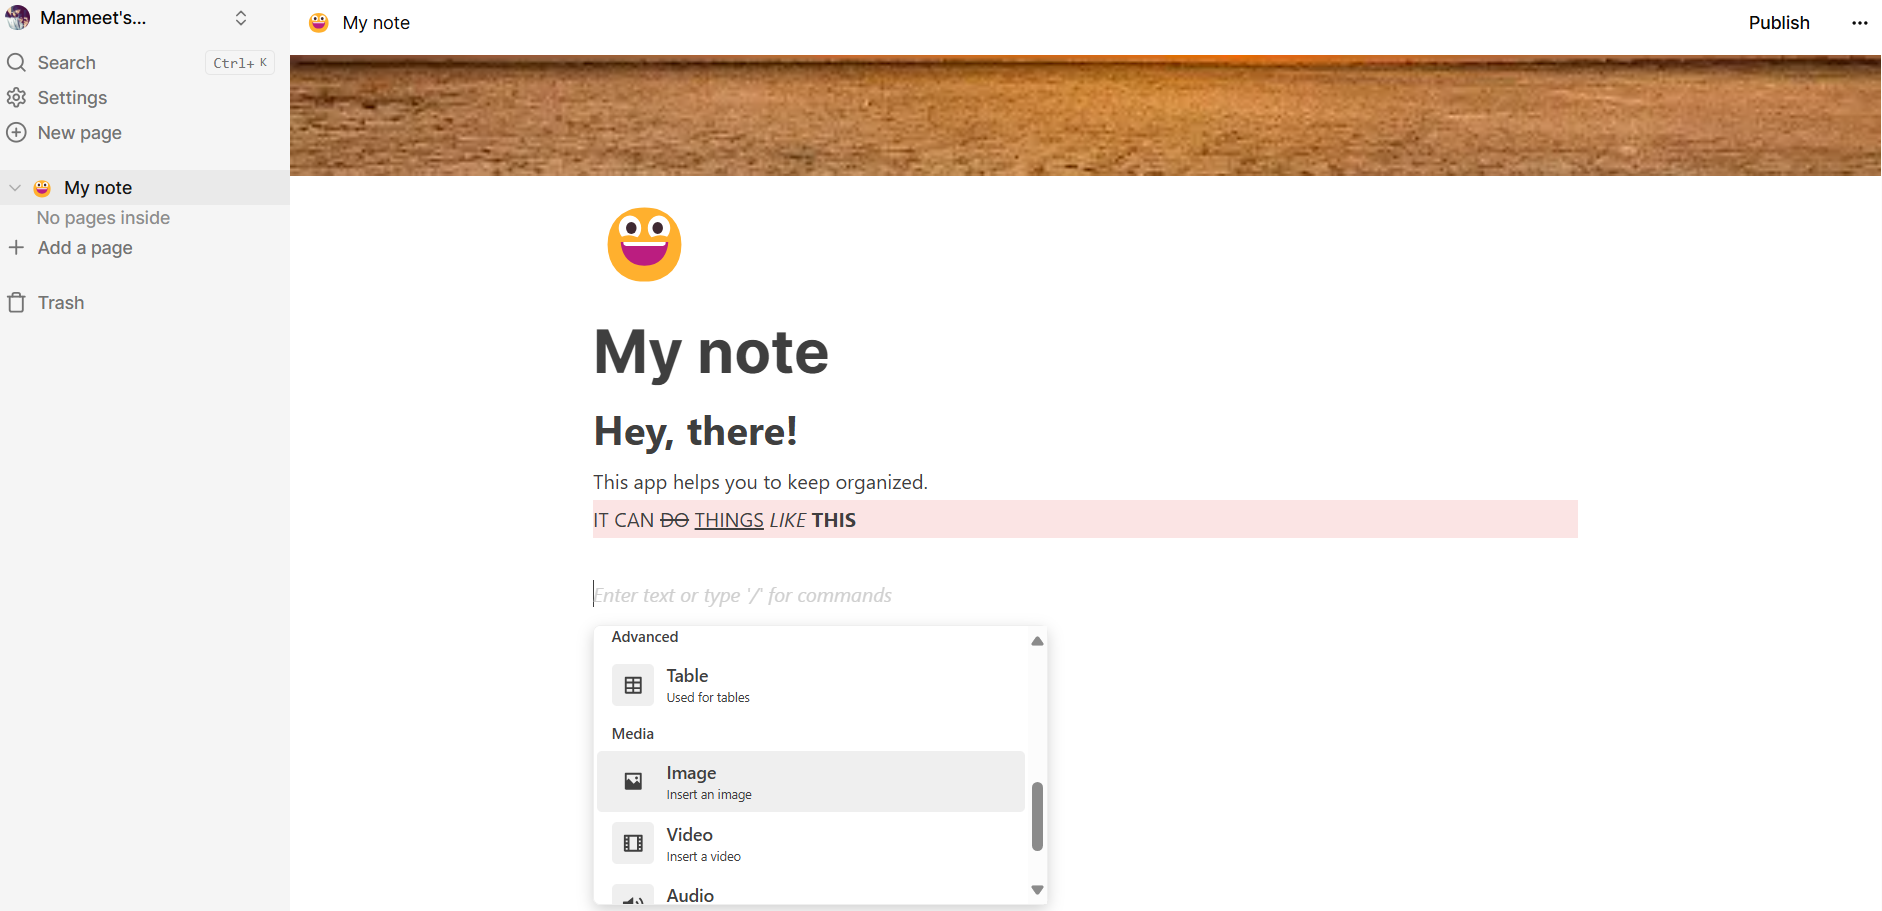 Manmeet's...
Search Ctrl+ K
Settings
New page
My note
No pages inside
Add a page
Trash
My note
Publish
My note
Hey, there!
This app helps you to keep organized.
IT CAN DO THINGS LIKE THIS
Enter text or type '/' for commands
Advanced
Table
Used for tables
Media
Image
Insert an image
Video
Insert a video
Audio